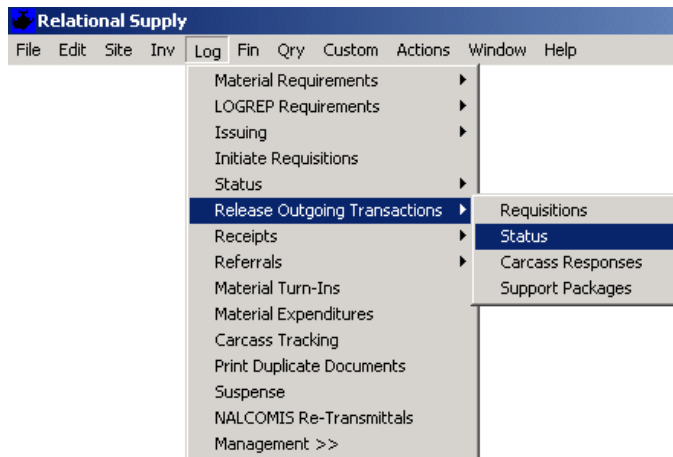 Relational Supply
File Edit Site Inv Log Fin Qry Custom Actions Window Help
Material Requirements
LOGREP Requirements
Issuing
Initiate Requisitions
Status
Release Outgoing Transactions
Requisitions
Status
Carcass Responses
Support Packages
Receipts
Referrals
Material Turn-Ins
Material Expenditures
Carcass Tracking
Print Duplicate Documents
Suspense
NALCOMIS Re-Transmittals
Management >>